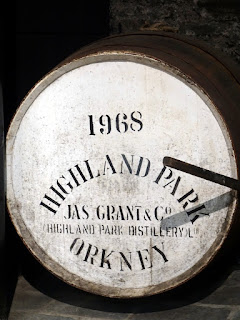 1968
HIGHLAND PARK
JAS. GRANT & Co.
HIGHLAND PARK DISTILLERY LD
ORKNEY